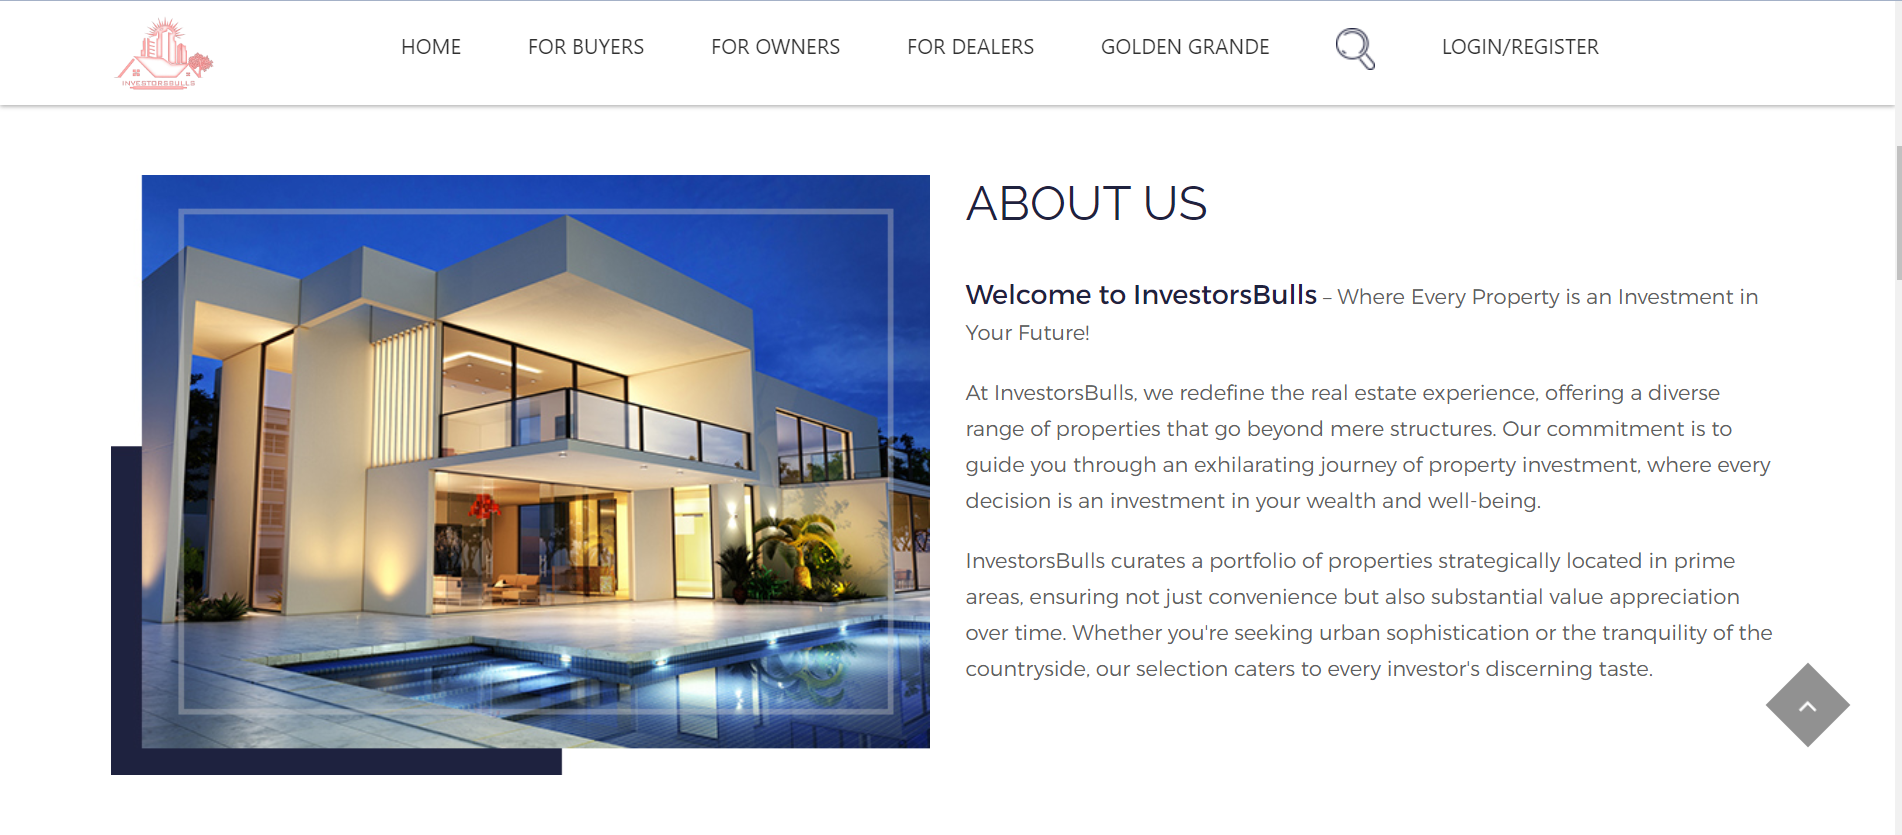 HOME FOR BUYERS FOR OWNERS FOR DEALERS GOLDEN GRANDE LOGIN/REGISTER
INVESTORSBULLS
ABOUT US
Welcome to InvestorsBulls – Where Every Property is an Investment in
Your Future!
At InvestorsBulls, we redefine the real estate experience, offering a diverse
range of properties that go beyond mere structures. Our commitment is to
guide you through an exhilarating journey of property investment, where every
decision is an investment in your wealth and well-being.
InvestorsBulls curates a portfolio of properties strategically located in prime
areas, ensuring not just convenience but also substantial value appreciation
over time. Whether you're seeking urban sophistication or the tranquility of the
countryside, our selection caters to every investor's discerning taste.